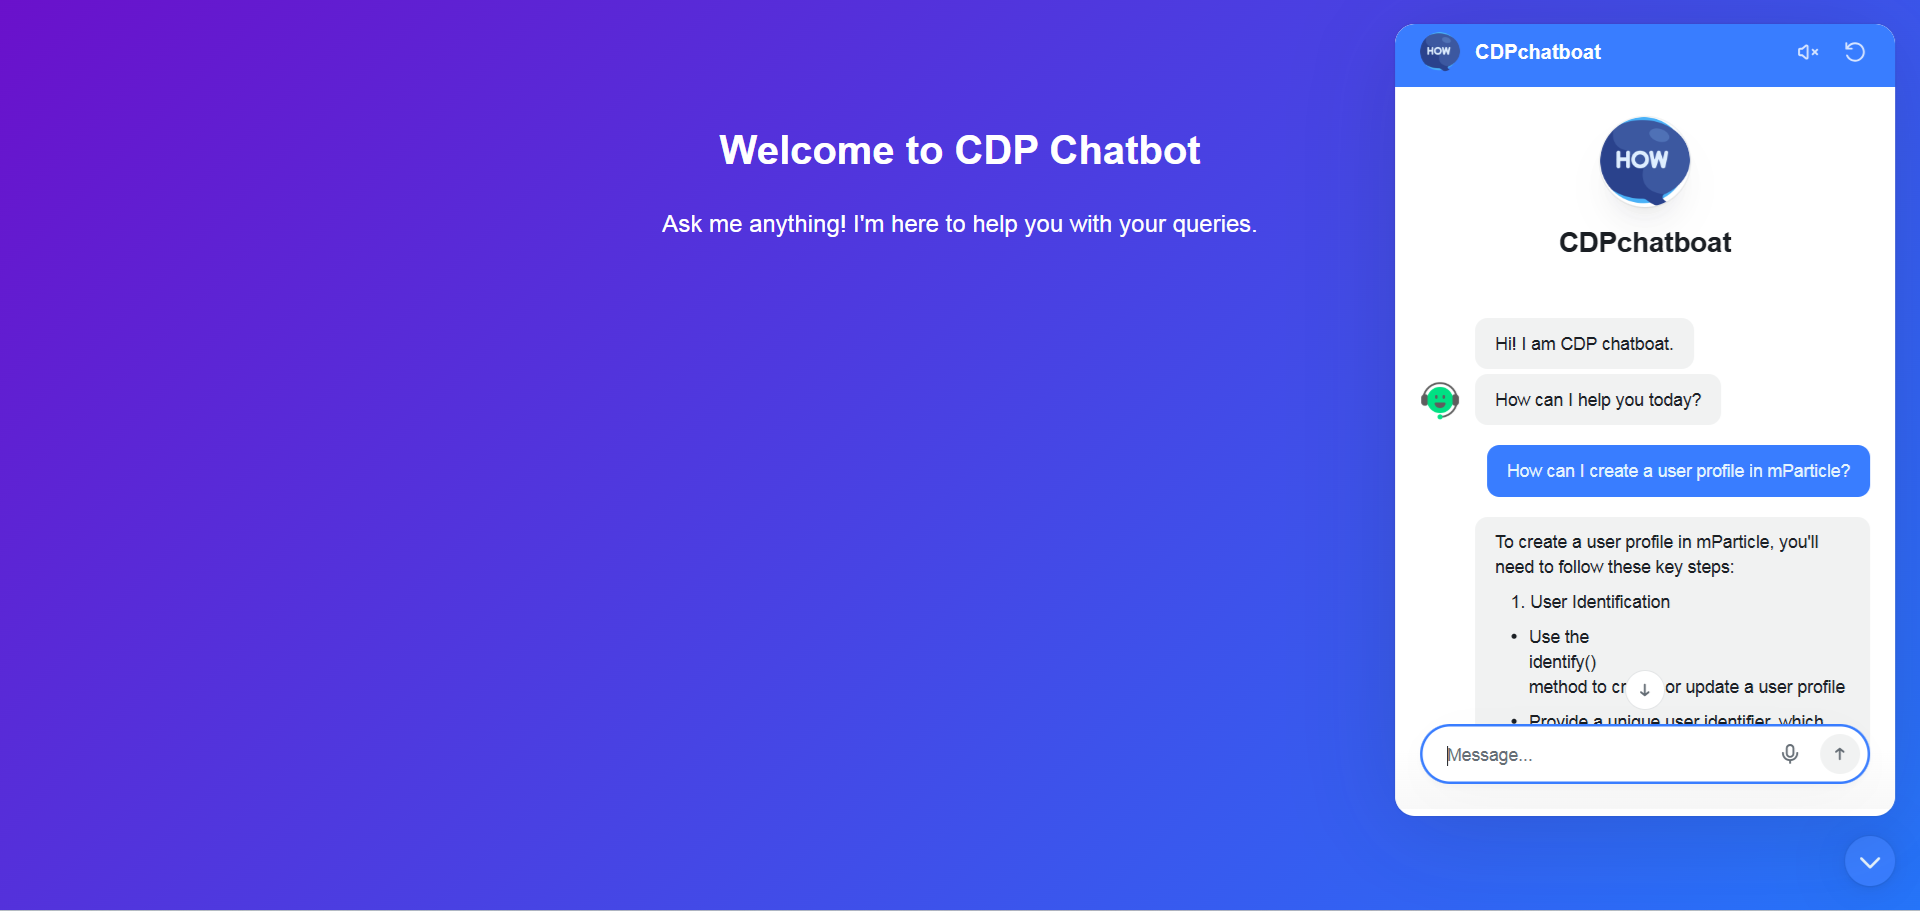 HOW
CDPchatboat
Welcome to CDP Chatbot
Ask me anything! I'm here to help you with your queries.
HOW
CDPchatboat
Hi! I am CDP chatboat.
How can I help you today?
How can I create a user profile in mParticle?
To create a user profile in mParticle, you'll
need to follow these key steps:
1. User Identification
• Use the
identify()
method to cr or update a user profile
• Provide a unique user identifier, which
Message...